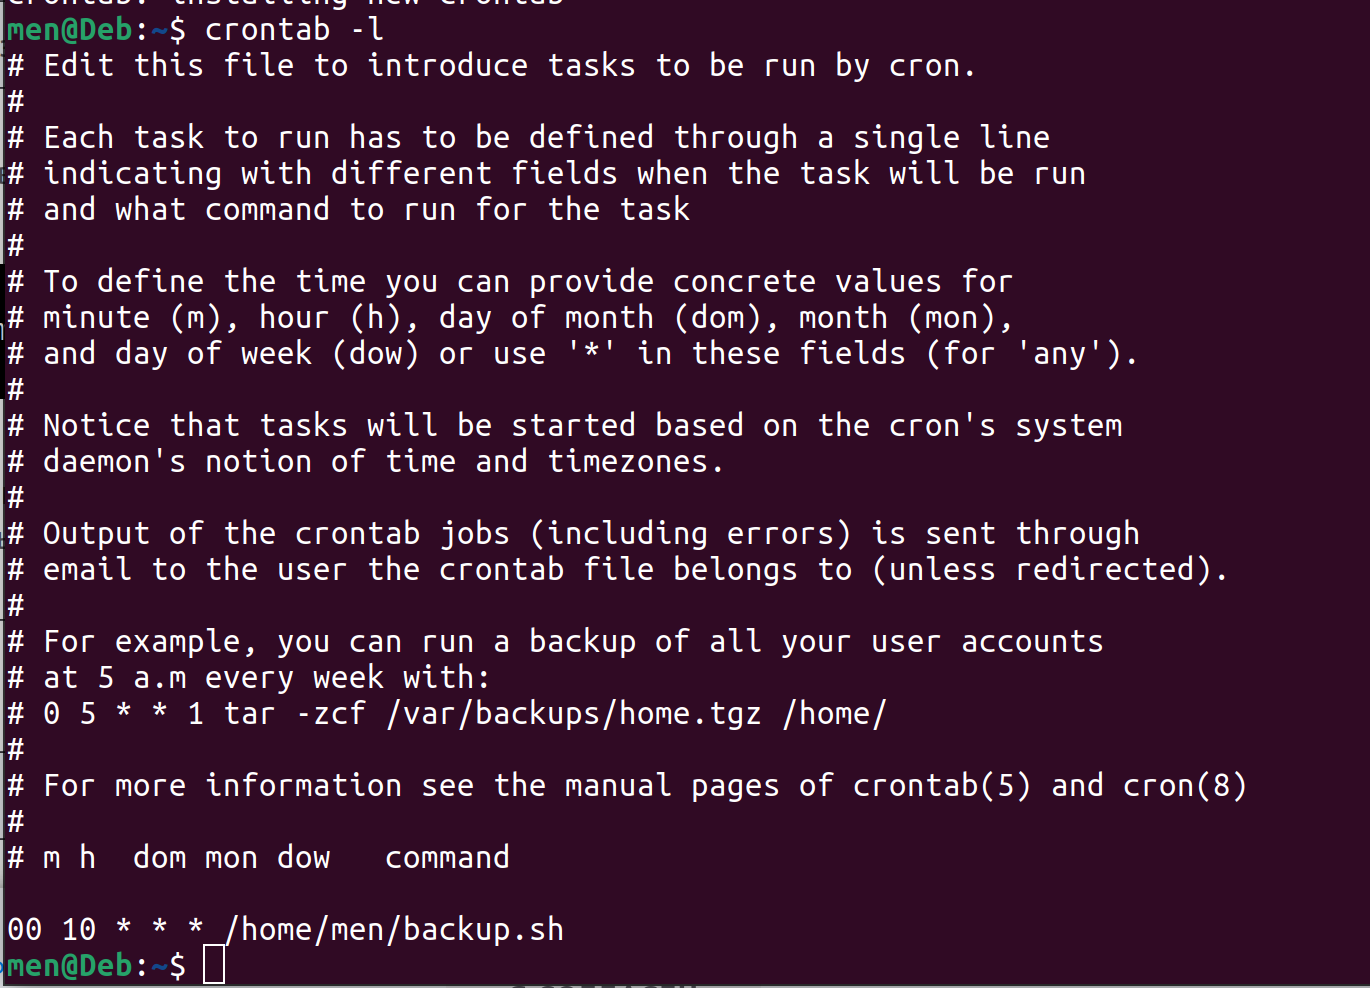 crontab: installing new crontab
men@Deb:~$ crontab -l
# Edit this file to introduce tasks to be run by cron.
#
# Each task to run has to be defined through a single line
# indicating with different fields when the task will be run
# and what command to run for the task
#
# To define the time you can provide concrete values for
# minute (m), hour (h), day of month (dom), month (mon),
# and day of week (dow) or use '*' in these fields (for 'any').
#
# Notice that tasks will be started based on the cron's system
# daemon's notion of time and timezones.
#
# Output of the crontab jobs (including errors) is sent through
# email to the user the crontab file belongs to (unless redirected).
#
# For example, you can run a backup of all your user accounts
# at 5 a.m every week with:
# 0 5 * * 1 tar -zcf /var/backups/home.tgz /home/
#
# For more information see the manual pages of crontab(5) and cron(8)
#
# m h  dom mon dow   command
00 10 * * * /home/men/backup.sh
men@Deb:~$